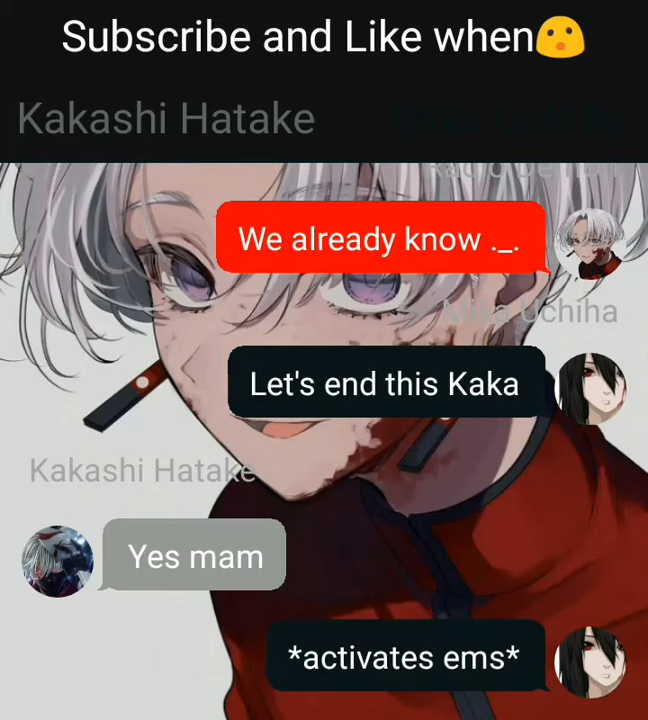 Subscribe and Like when😮
Kakashi Hatake
We already know ._.
Mika Uchiha
Let's end this Kaka
Kakashi Hatake
Yes mam
*activates ems*